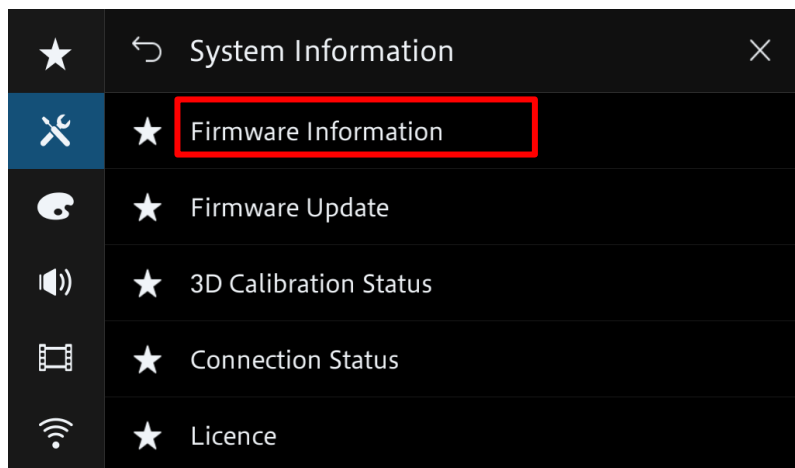 System Information
Firmware Information
Firmware Update
3D Calibration Status
Connection Status
Licence